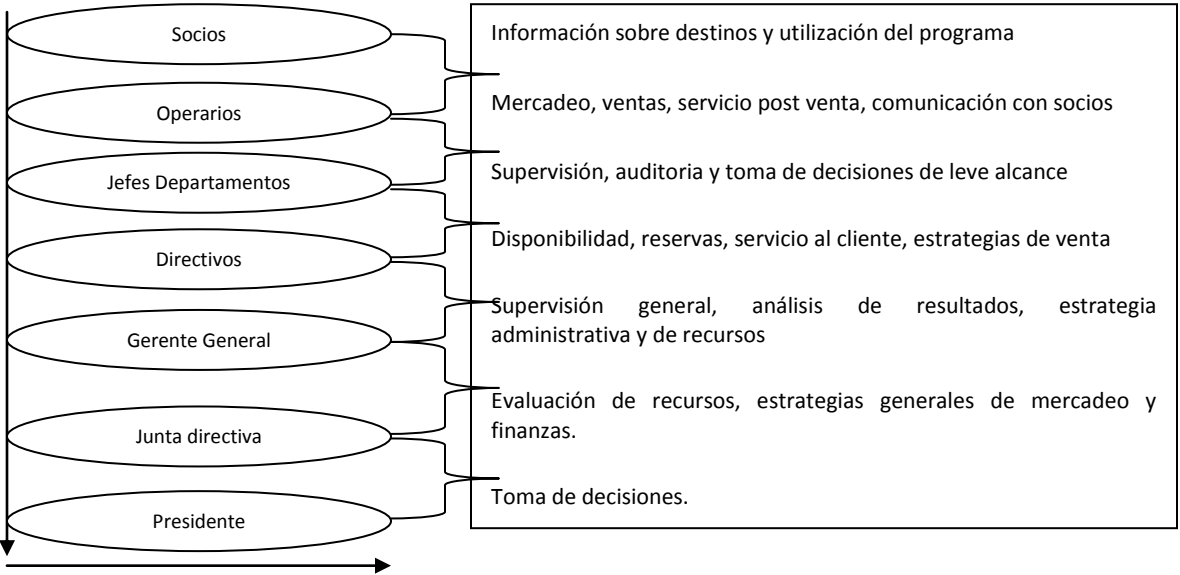 Socios
Operarios
Jefes Departamentos
Directivos
Gerente General
Junta directiva
Presidente
Información sobre destinos y utilización del programa
Mercadeo, ventas, servicio post venta, comunicación con socios
Supervisión, auditoria y toma de decisiones de leve alcance
Disponibilidad, reservas, servicio al cliente, estrategias de venta
Supervisión general, análisis de resultados, estrategia
administrativa y de recursos
Evaluación de recursos, estrategias generales de mercadeo y
finanzas.
Toma de decisiones.